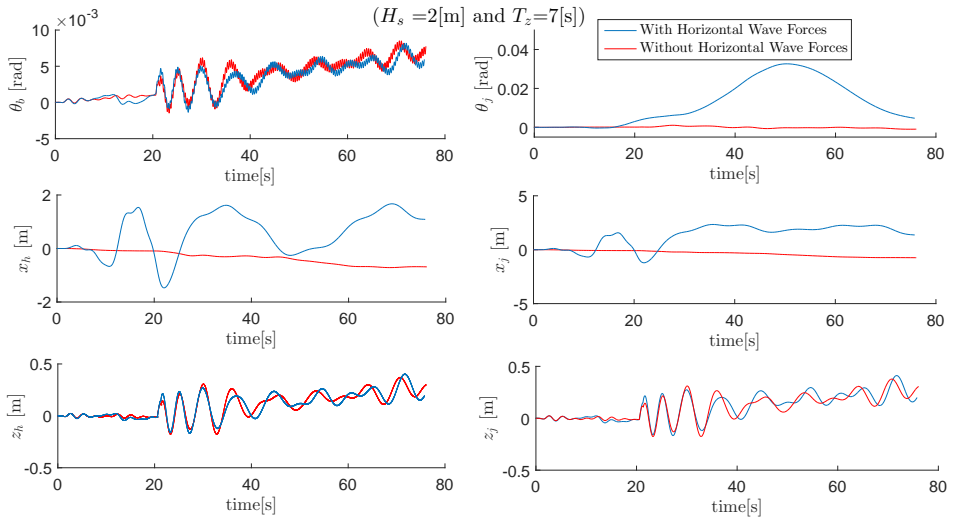 (H_s =2[m] and T_z=7[s])
×10⁻³
10
5
0
-5
θ_b [rad]
0 20 40 60 80
time[s]
With Horizontal Wave Forces
Without Horizontal Wave Forces
0.04
0.02
0
θ_j [rad]
0 20 40 60 80
time[s]
2
0
-2
x_h [m]
0 20 40 60 80
time[s]
5
0
-5
x_j [m]
0 20 40 60 80
time[s]
0.5
0
-0.5
z_h [m]
0 20 40 60 80
time[s]
0.5
0
-0.5
z_j [m]
0 20 40 60 80
time[s]